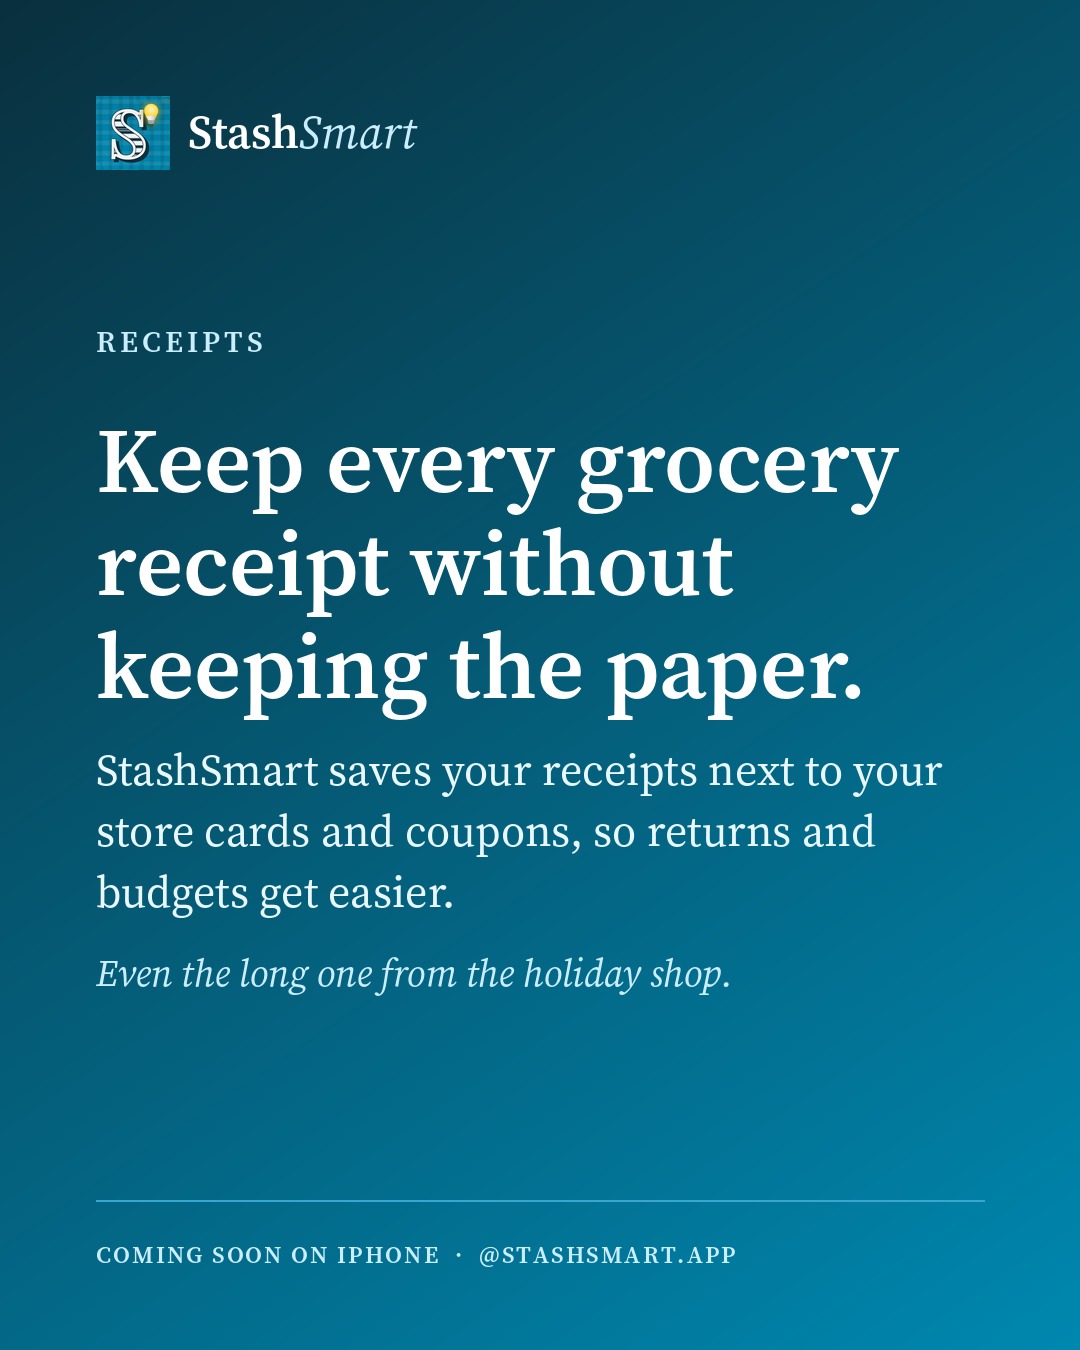 S
StashSmart
RECEIPTS
Keep every grocery
receipt without
keeping the paper.
StashSmart saves your receipts next to your
store cards and coupons, so returns and
budgets get easier.
Even the long one from the holiday shop.
COMING SOON ON IPHONE · @STASHSMART.APP